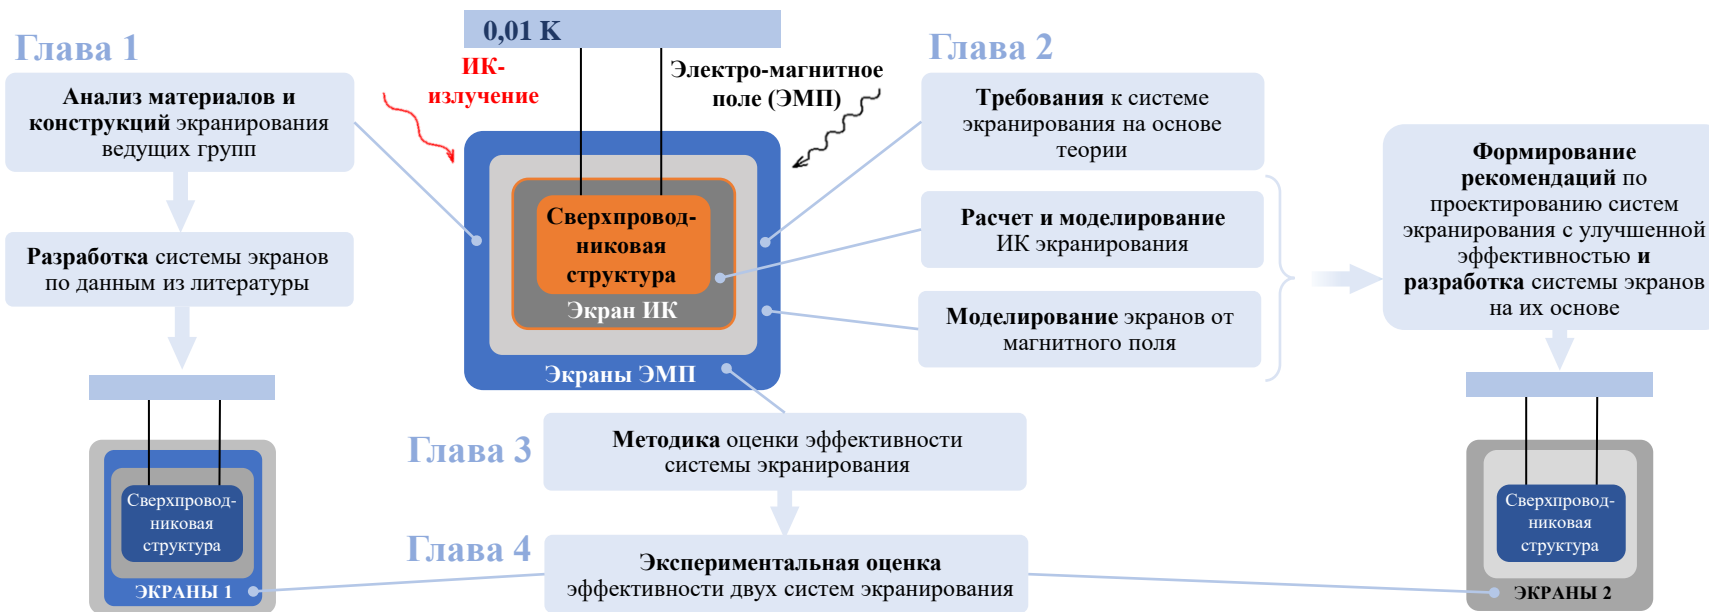 Глава 1
Анализ материалов и
конструкций экранирования
ведущих групп
Разработка системы экранов
по данным из литературы
Сверхпровод-
никовая
структура
ЭКРАНЫ 1
0,01 K
ИК-
излучение
Электро-магнитное
поле (ЭМП)
Сверхпровод-
никовая
структура
Экран ИК
Экраны ЭМП
Глава 2
Требования к системе
экранирования на основе
теории
Расчет и моделирование
ИК экранирования
Моделирование экранов от
магнитного поля
Формирование
рекомендаций по
проектированию систем
экранирования с улучшенной
эффективностью и
разработка системы экранов
на их основе
Глава 3
Методика оценки эффективности
системы экранирования
Глава 4
Экспериментальная оценка
эффективности двух систем экранирования
Сверхпровод-
никовая
структура
ЭКРАНЫ 2